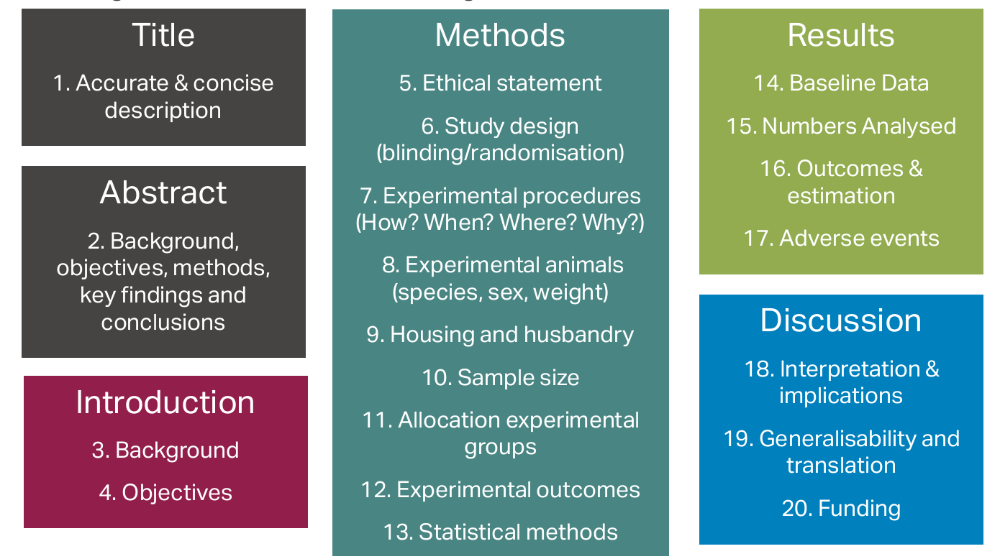 Title
1. Accurate & concise
description
Abstract
2. Background,
objectives, methods,
key findings and
conclusions
Introduction
3. Background
4. Objectives
Methods
5. Ethical statement
6. Study design
(blinding/randomisation)
7. Experimental procedures
(How? When? Where? Why?)
8. Experimental animals
(species, sex, weight)
9. Housing and husbandry
10. Sample size
11. Allocation experimental
groups
12. Experimental outcomes
13. Statistical methods
Results
14. Baseline Data
15. Numbers Analysed
16. Outcomes &
estimation
17. Adverse events
Discussion
18. Interpretation &
implications
19. Generalisability and
translation
20. Funding